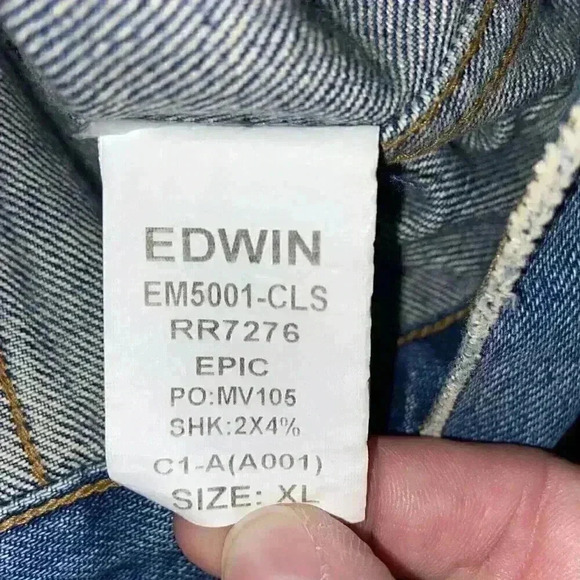 EDWIN
EM5001-CLS
RR7276
EPIC
PO:MV105
SHK:2X4%
C1-A(A001)
SIZE: XL